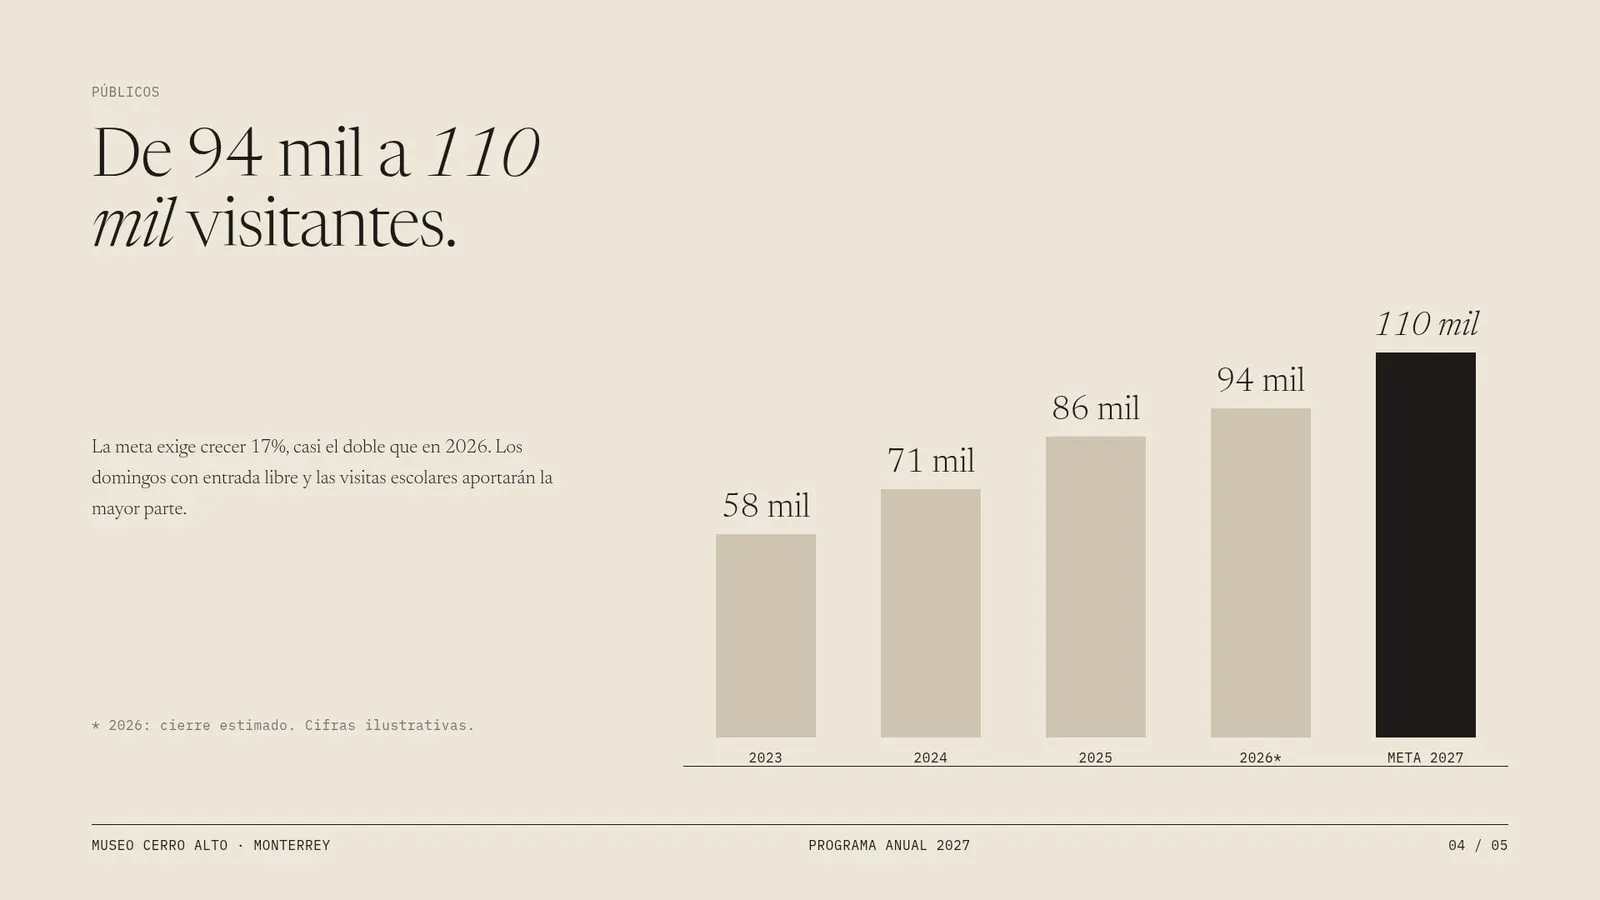 PÚBLICOS
De 94 mil a 110
mil visitantes.
La meta exige crecer 17%, casi el doble que en 2026. Los
domingos con entrada libre y las visitas escolares aportarán la
mayor parte.
* 2026: cierre estimado. Cifras ilustrativas.
58 mil
71 mil
86 mil
94 mil
110 mil
2023
2024
2025
2026*
META 2027
MUSEO CERRO ALTO · MONTERREY
PROGRAMA ANUAL 2027
04 / 05